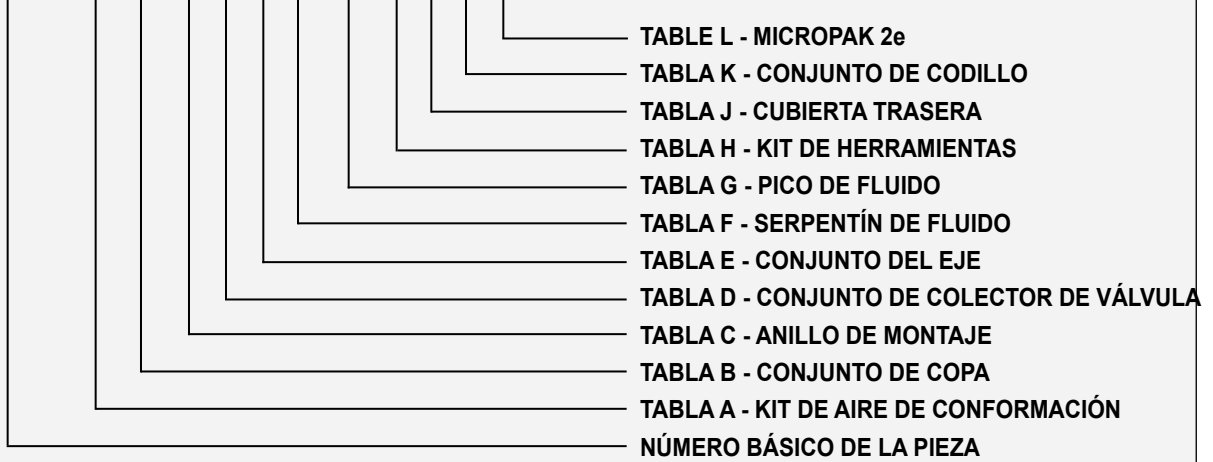 TABLE L - MICROPAK 2e
TABLA K - CONJUNTO DE CODILLO
TABLA J - CUBIERTA TRASERA
TABLA H - KIT DE HERRAMIENTAS
TABLA G - PICO DE FLUIDO
TABLA F - SERPENTÍN DE FLUIDO
TABLA E - CONJUNTO DEL EJE
TABLA D - CONJUNTO DE COLECTOR DE VÁLVULA
TABLA C - ANILLO DE MONTAJE
TABLA B - CONJUNTO DE COPA
TABLA A - KIT DE AIRE DE CONFORMACIÓN
NÚMERO BÁSICO DE LA PIEZA